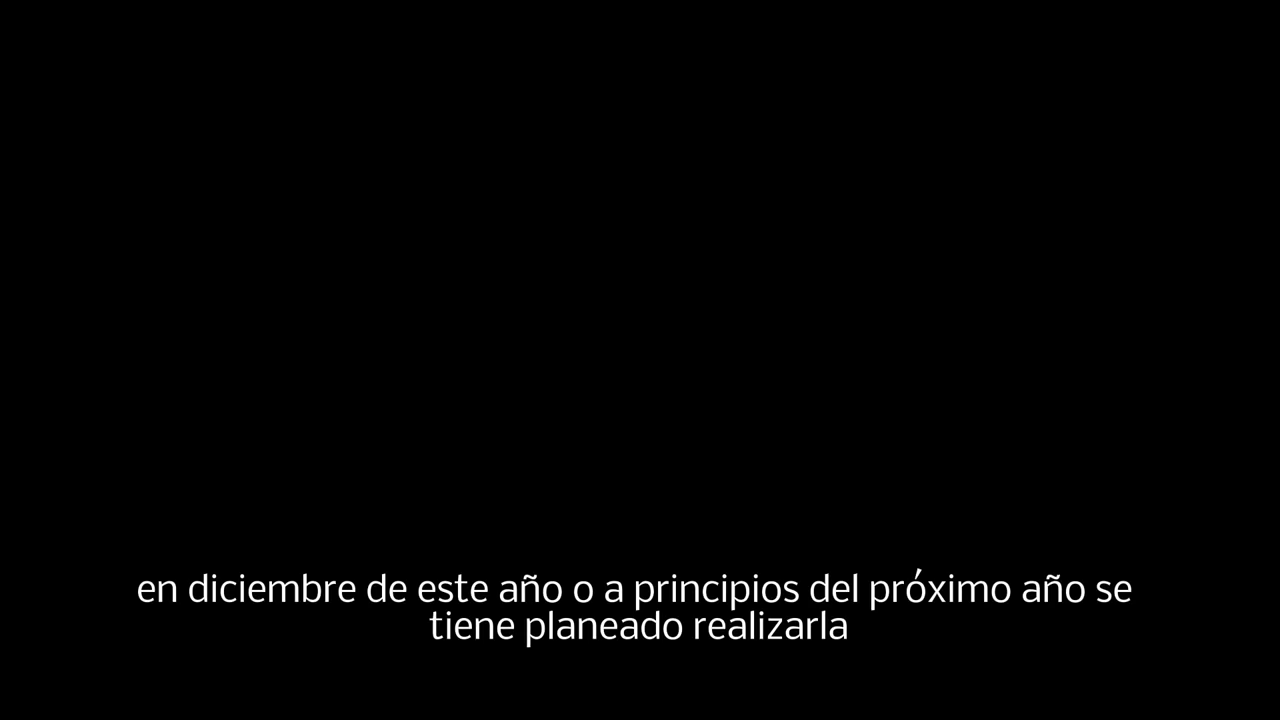 en diciembre de este año o a principios del próximo año se
tiene planeado realizarla